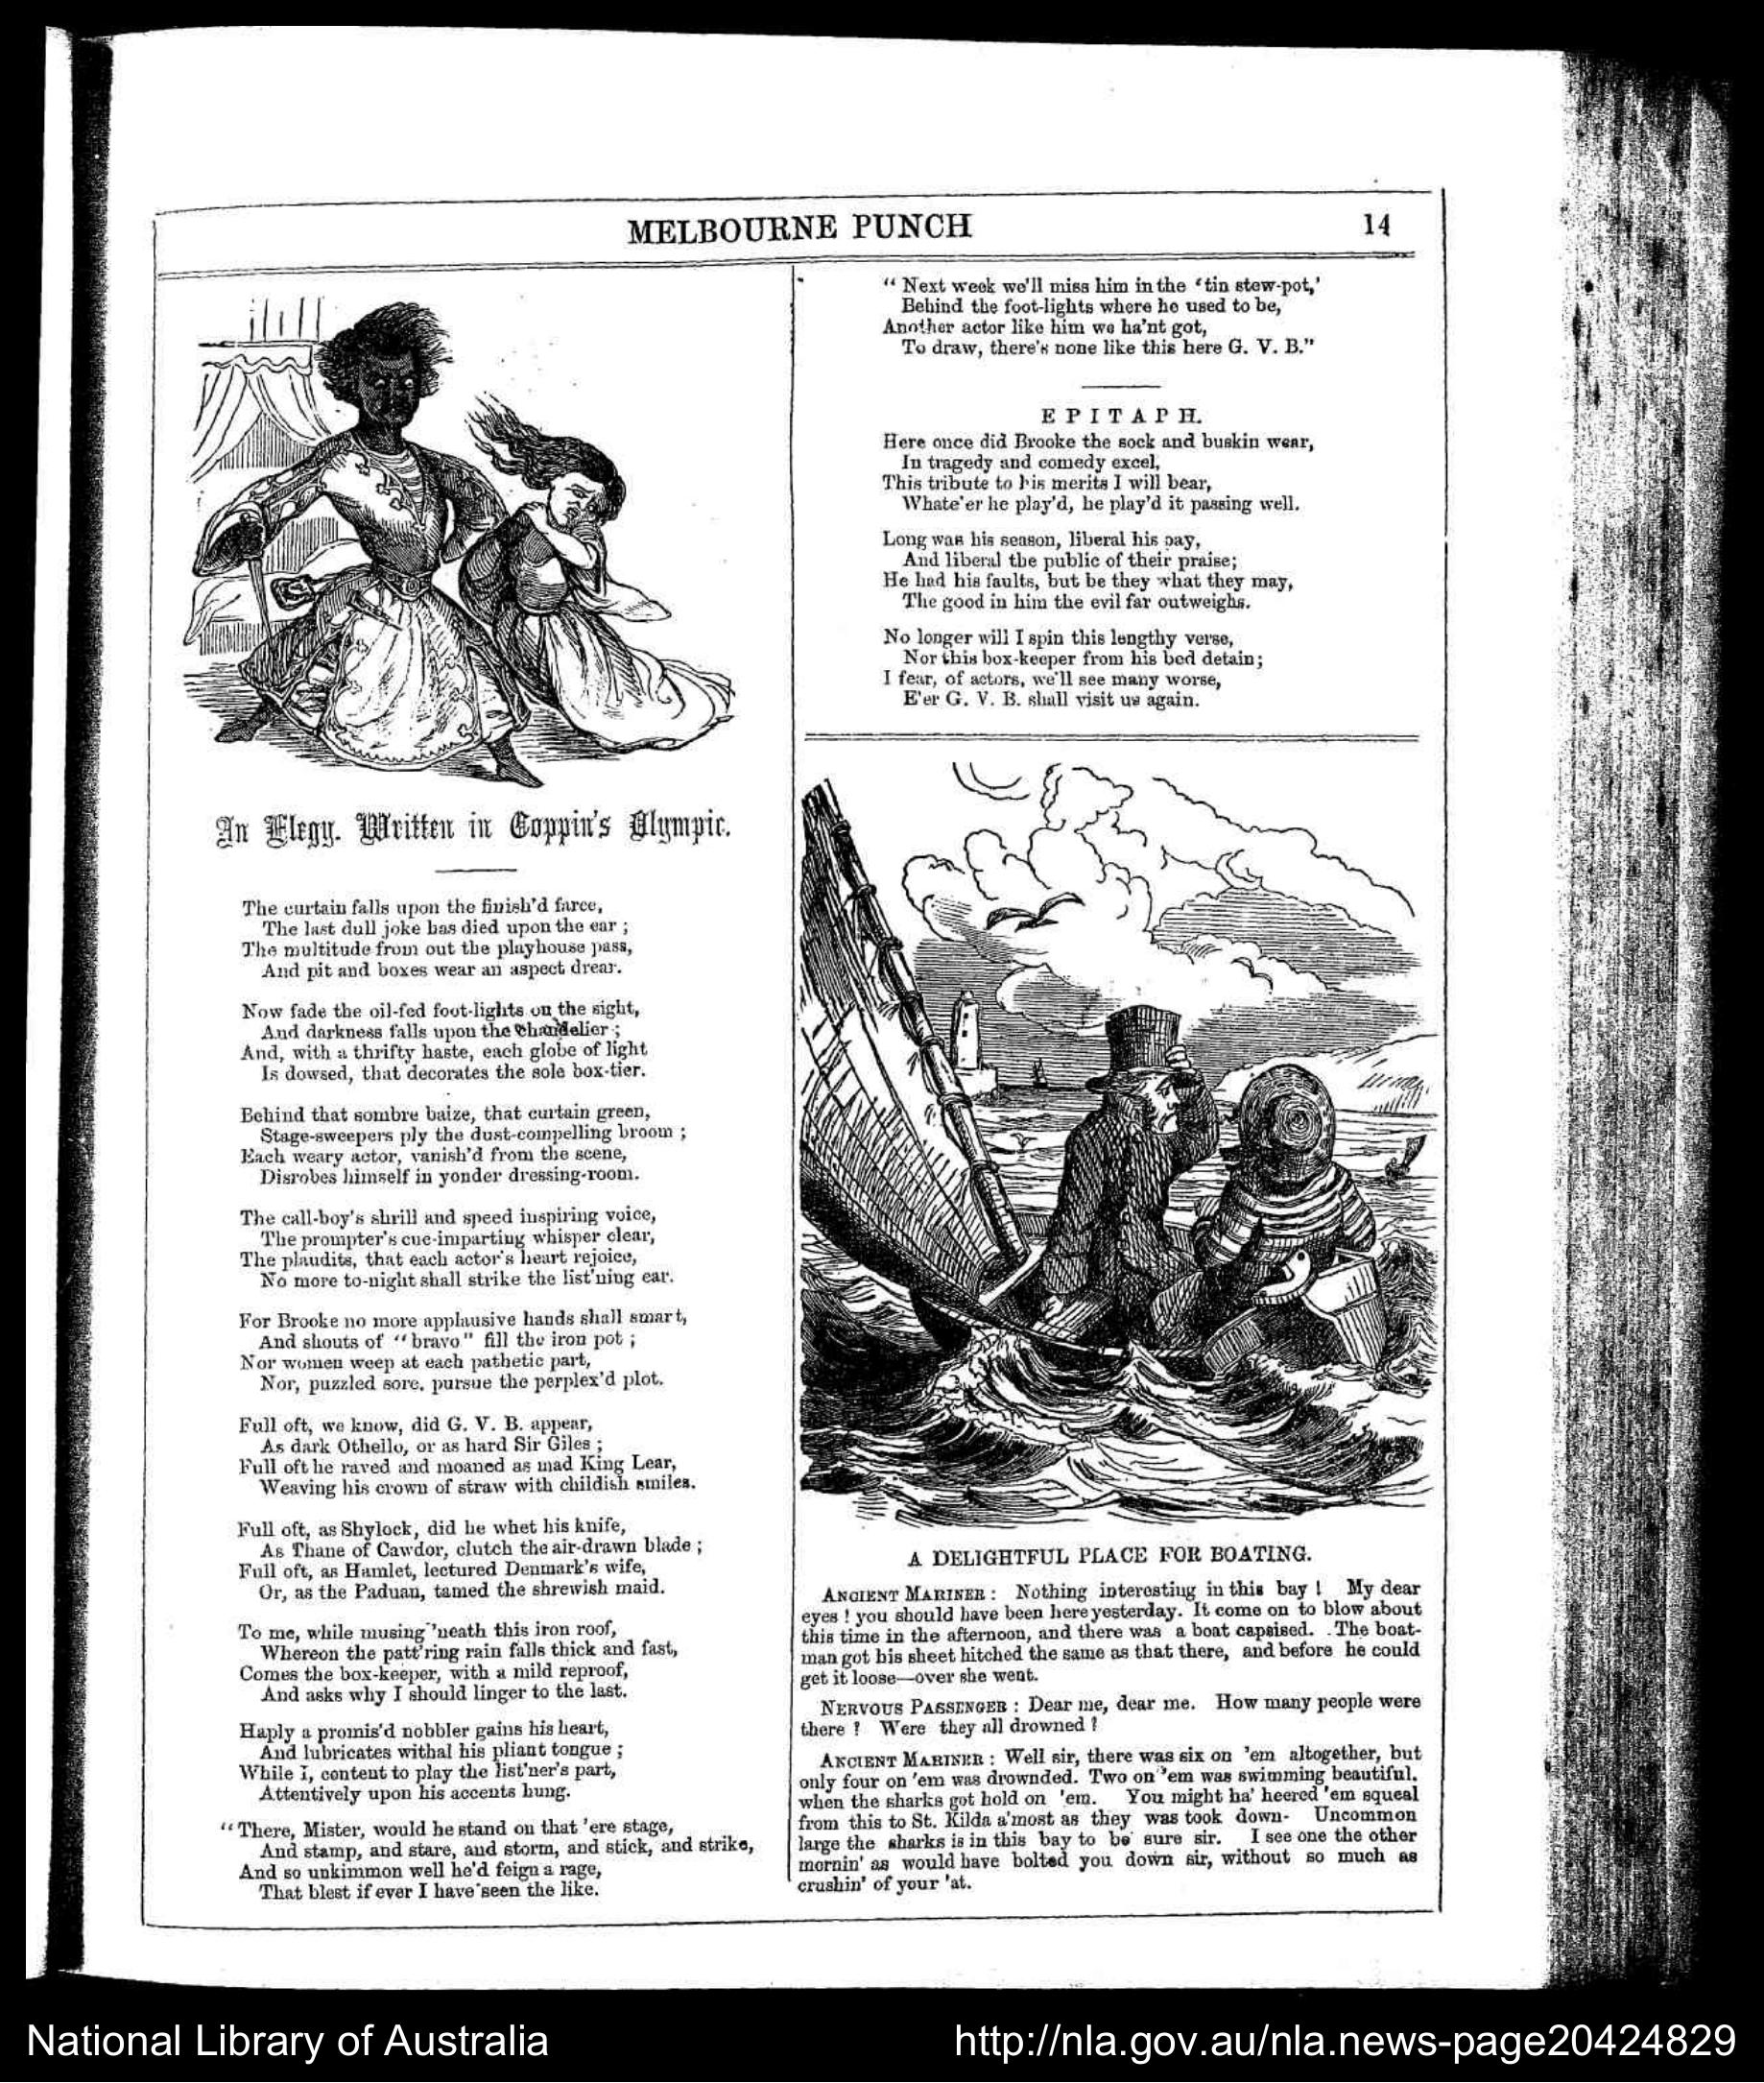 MELBOURNE PUNCH
14
An Elegy. Written in Coppin's Olympic.
The curtain falls upon the finish'd farce,
The last dull joke has died upon the ear ;
The multitude from out the playhouse pass,
And pit and boxes wear an aspect drear.
Now fade the oil-fed foot-lights on the sight,
And darkness falls upon the chandelier ;
And, with a thrifty haste, each globe of light
Is dowsed, that decorates the sole box-tier.
Behind that sombre baize, that curtain green,
Stage-sweepers ply the dust-compelling broom ;
Each weary actor, vanish'd from the scene,
Disrobes himself in yonder dressing-room.
The call-boy's shrill and speed inspiring voice,
The prompter's cue-imparting whisper clear,
The plaudits, that each actor's heart rejoice,
No more to-night shall strike the list'ning ear.
For Brooke no more applausive hands shall smart,
And shouts of "bravo" fill the iron pot ;
Nor women weep at each pathetic part,
Nor, puzzled sore, pursue the perplex'd plot.
Full oft, we know, did G. V. B. appear,
As dark Othello, or as hard Sir Giles ;
Full oft he raved and moaned as mad King Lear,
Weaving his crown of straw with childish smiles.
Full oft, as Shylock, did he whet his knife,
As Thane of Cawdor, clutch the air-drawn blade ;
Full oft, as Hamlet, lectured Denmark's wife,
Or, as the Paduan, tamed the shrewish maid.
To me, while musing 'neath this iron roof,
Whereon the patt'ring rain falls thick and fast,
Comes the box-keeper, with a mild reproof,
And asks why I should linger to the last.
Haply a promis'd nobbler gains his heart,
And lubricates withal his pliant tongue ;
While I, content to play the list'ner's part,
Attentively upon his accents hung.
"There, Mister, would he stand on that 'ere stage,
And stamp, and stare, and storm, and stick, and strike,
And so unkimmon well he'd feign a rage,
That blest if ever I have seen the like.
" Next week we'll miss him in the 'tin stew-pot,'
Behind the foot-lights where he used to be,
Another actor like him we ha'nt got,
To draw, there's none like this here G. V. B."
EPITAPH.
Here once did Brooke the sock and buskin wear,
In tragedy and comedy excel,
This tribute to his merits I will bear,
Whate'er he play'd, he play'd it passing well.
Long was his season, liberal his pay,
And liberal the public of their praise;
He had his faults, but be they what they may,
The good in him the evil far outweighs.
No longer will I spin this lengthy verse,
Nor this box-keeper from his bed detain;
I fear, of actors, we'll see many worse,
E'er G. V. B. shall visit us again.
A DELIGHTFUL PLACE FOR BOATING.
ANCIENT MARINER : Nothing interesting in this bay ! My dear
eyes ! you should have been here yesterday. It come on to blow about
this time in the afternoon, and there was a boat capsised. The boat-
man got his sheet hitched the same as that there, and before he could
get it loose—over she went.
NERVOUS PASSENGER : Dear me, dear me. How many people were
there ? Were they all drowned ?
ANCIENT MARINER : Well sir, there was six on 'em altogether, but
only four on 'em was drownded. Two on 'em was swimming beautiful,
when the sharks got hold on 'em. You might ha' heered 'em squeal
from this to St. Kilda a'most as they was took down- Uncommon
large the sharks is in this bay to be sure sir. I see one the other
mornin' as would have bolted you down sir, without so much as
crushin' of your 'at.
National Library of Australia
http://nla.gov.au/nla.news-page20424829